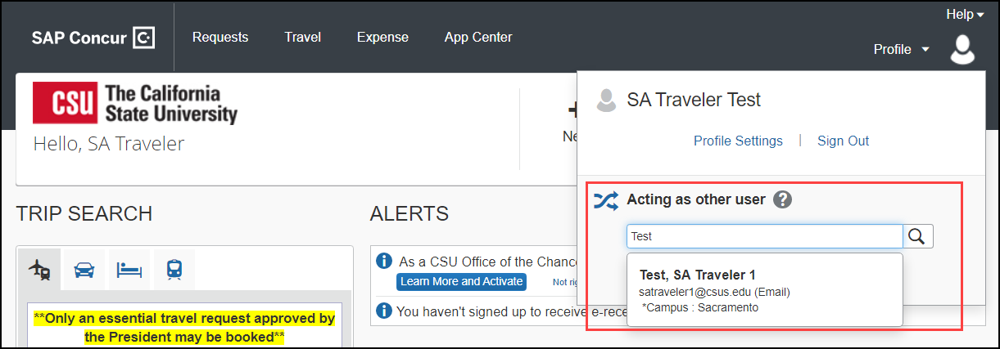 Help
SAP Concur C
Requests
Travel
Expense
App Center
Profile
CSU The California
State University
Hello, SA Traveler
SA Traveler Test
Profile Settings | Sign Out
Acting as other user ?
Test
Test, SA Traveler 1
satraveler1@csus.edu (Email)
*Campus : Sacramento
TRIP SEARCH
**Only an essential travel request approved by
the President may be booked**
ALERTS
As a CSU Office of the Chanc
Learn More and Activate
Not rig
You haven't signed up to receive e-rece